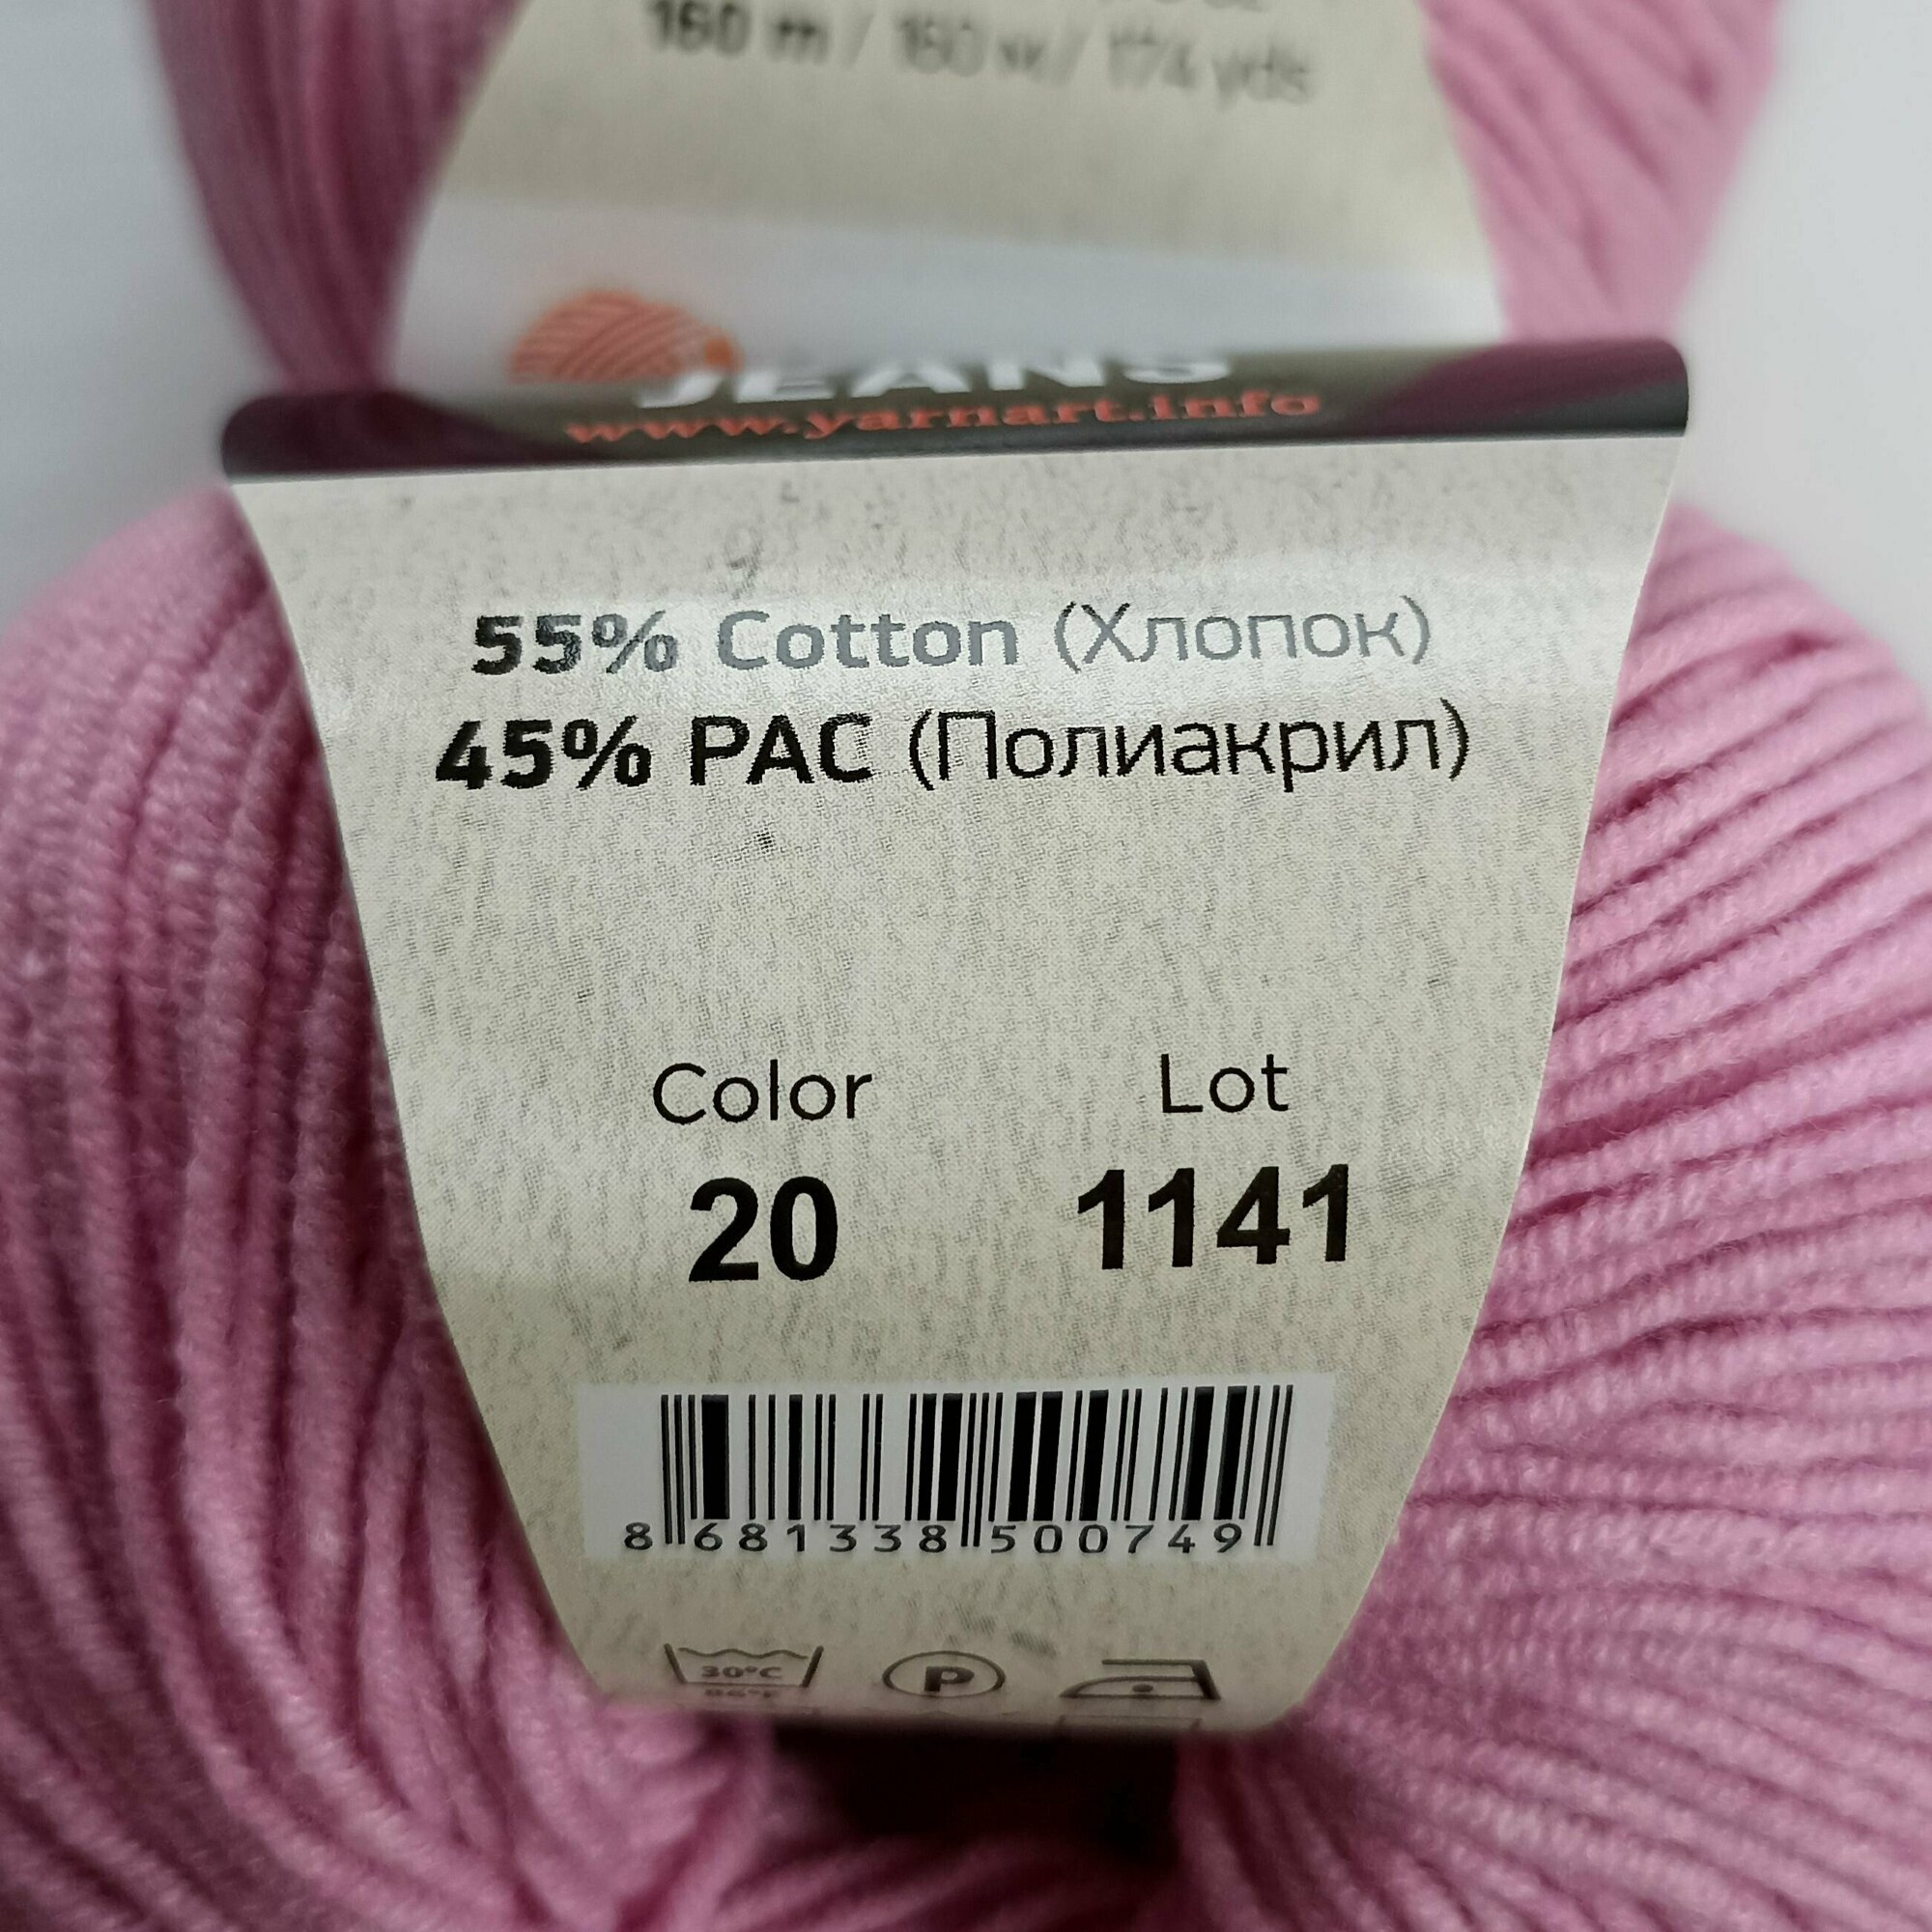 160 m / 160 м / 174 yds
JEANS
www.yarnart.info
55% Cotton (Хлопок)
45% PAC (Полиакрил)
Color Lot
20 1141
8 681338 500749
30°C P
86°F